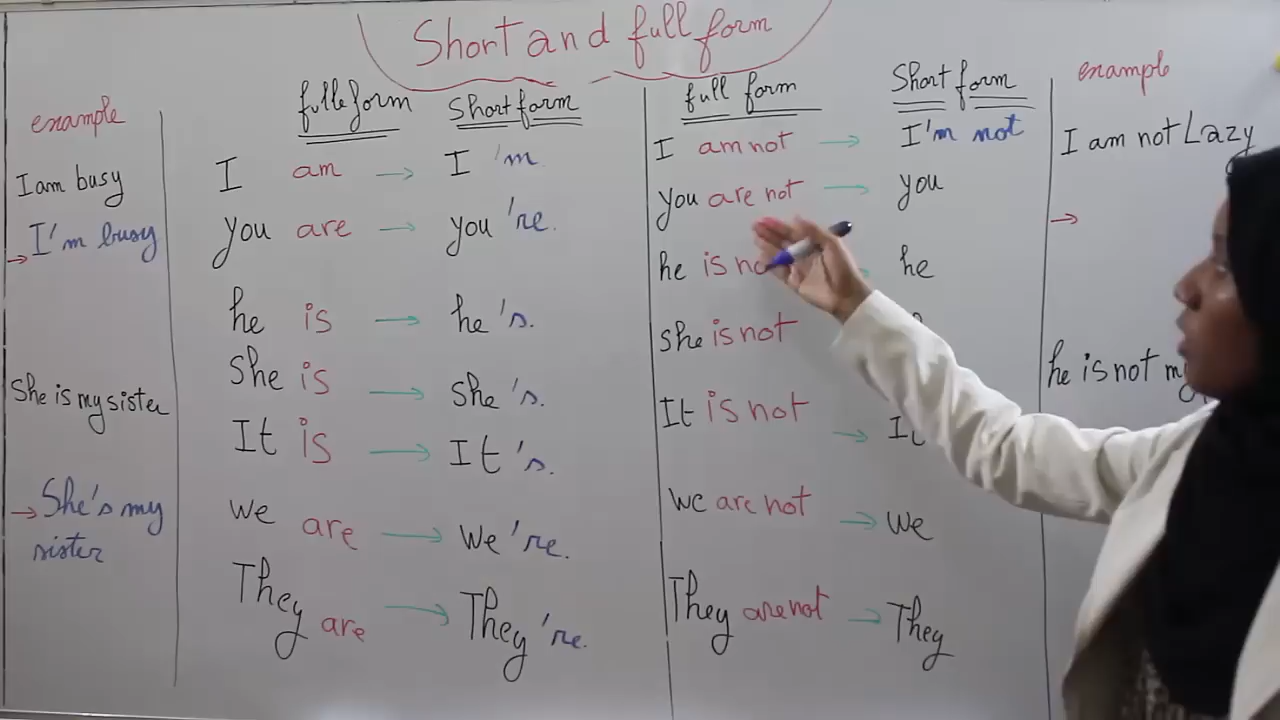 Short and full form
example
I am busy
→ I'm busy
She is my sister
→ She's my
sister
fulle form Short form
I am → I 'm
you are → you 're.
he is → he 's.
She is → she 's.
It is → It 's.
we are → we 're.
They are → They 're.
full form Short form
I am not → I'm not
you are not → you
he is → he
she is not
It is not → It
we are not → we
They are not → They
example
I am not Lazy
→
he is not